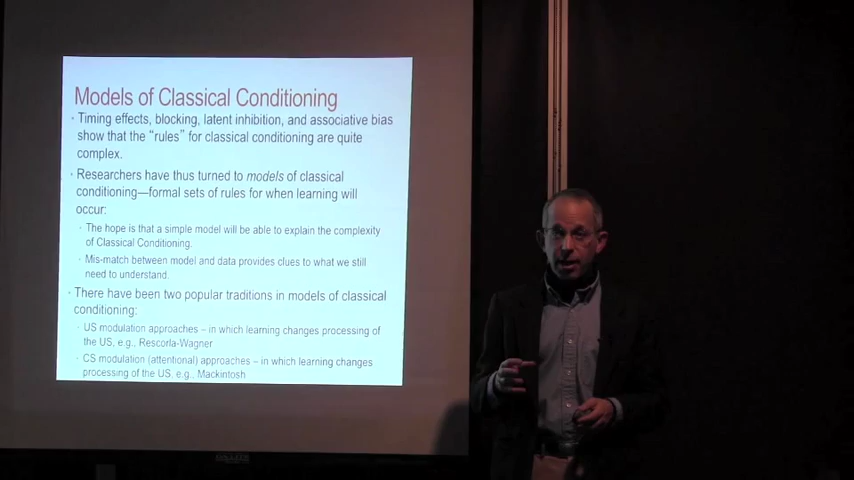 Models of Classical Conditioning
• Timing effects, blocking, latent inhibition, and associative bias
show that the "rules" for classical conditioning are quite
complex.
• Researchers have thus turned to models of classical
conditioning—formal sets of rules for when learning will
occur:
• The hope is that a simple model will be able to explain the complexity
of Classical Conditioning.
• Mis-match between model and data provides clues to what we still
need to understand.
• There have been two popular traditions in models of classical
conditioning:
• US modulation approaches – in which learning changes processing of
the US, e.g., Rescorla-Wagner
• CS modulation (attentional) approaches – in which learning changes
processing of the US, e.g., Mackintosh